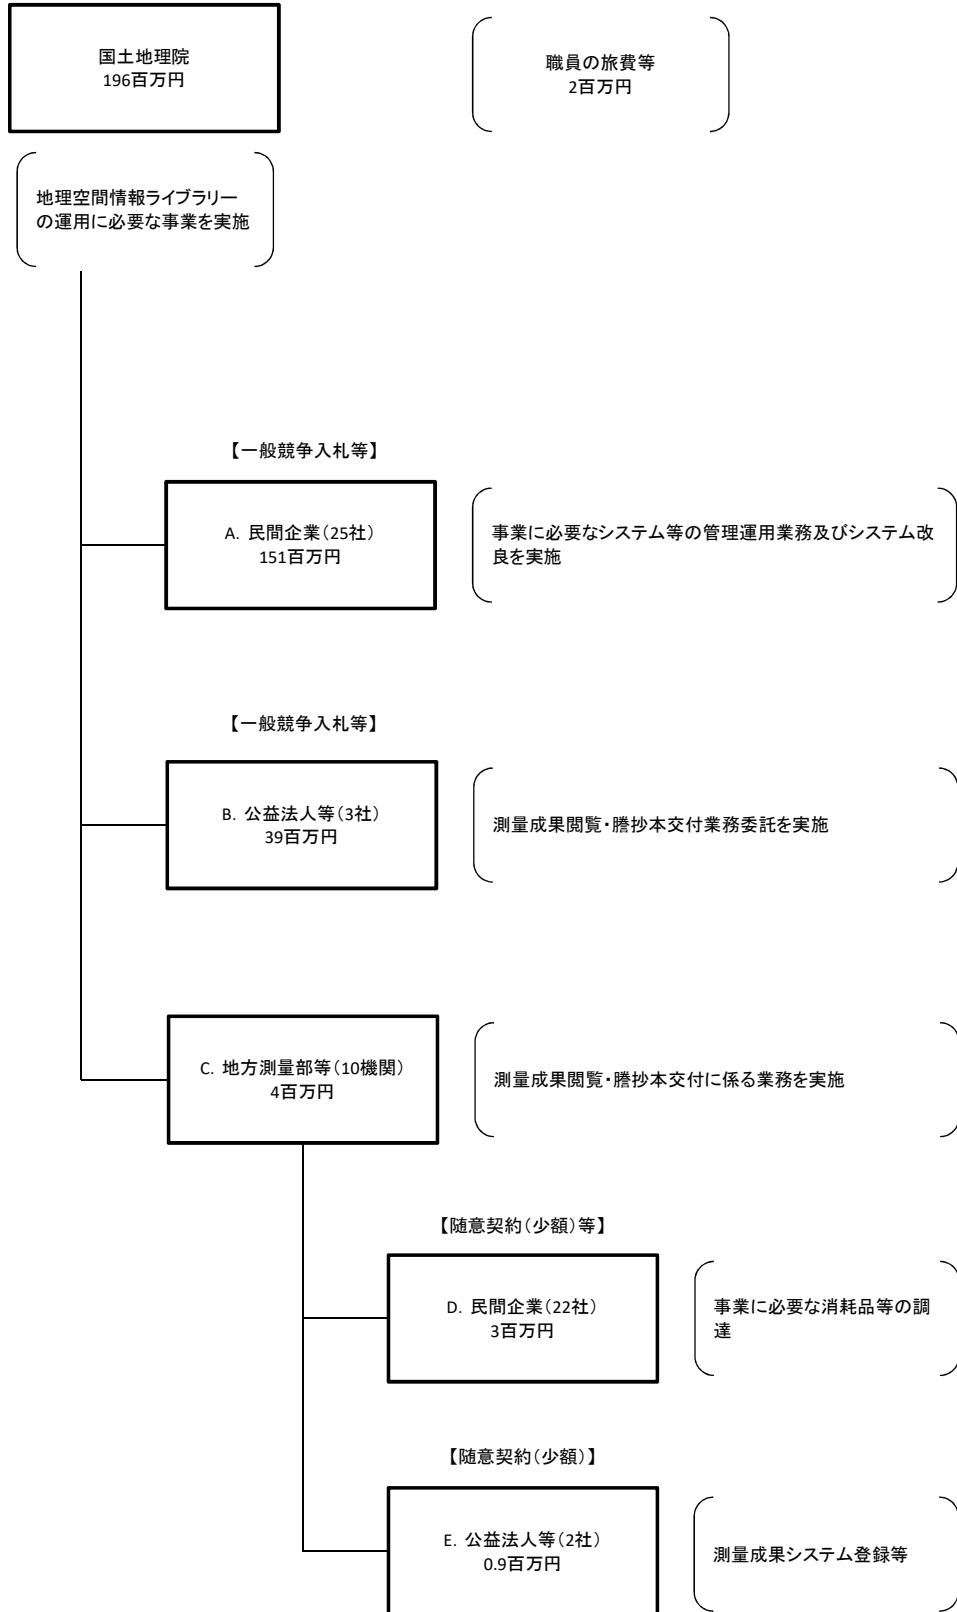 国土地理院
196百万円
職員の旅費等
2百万円
地理空間情報ライブラリー
の運用に必要な事業を実施
【一般競争入札等】
A. 民間企業（25社）
151百万円
事業に必要なシステム等の管理運用業務及びシステム改
良を実施
【一般競争入札等】
B. 公益法人等（3社）
39百万円
測量成果閲覧・謄抄本交付業務委託を実施
C. 地方測量部等（10機関）
4百万円
測量成果閲覧・謄抄本交付に係る業務を実施
【随意契約（少額）等】
D. 民間企業（22社）
3百万円
事業に必要な消耗品等の調
達
【随意契約（少額）】
E. 公益法人等（2社）
0.9百万円
測量成果システム登録等